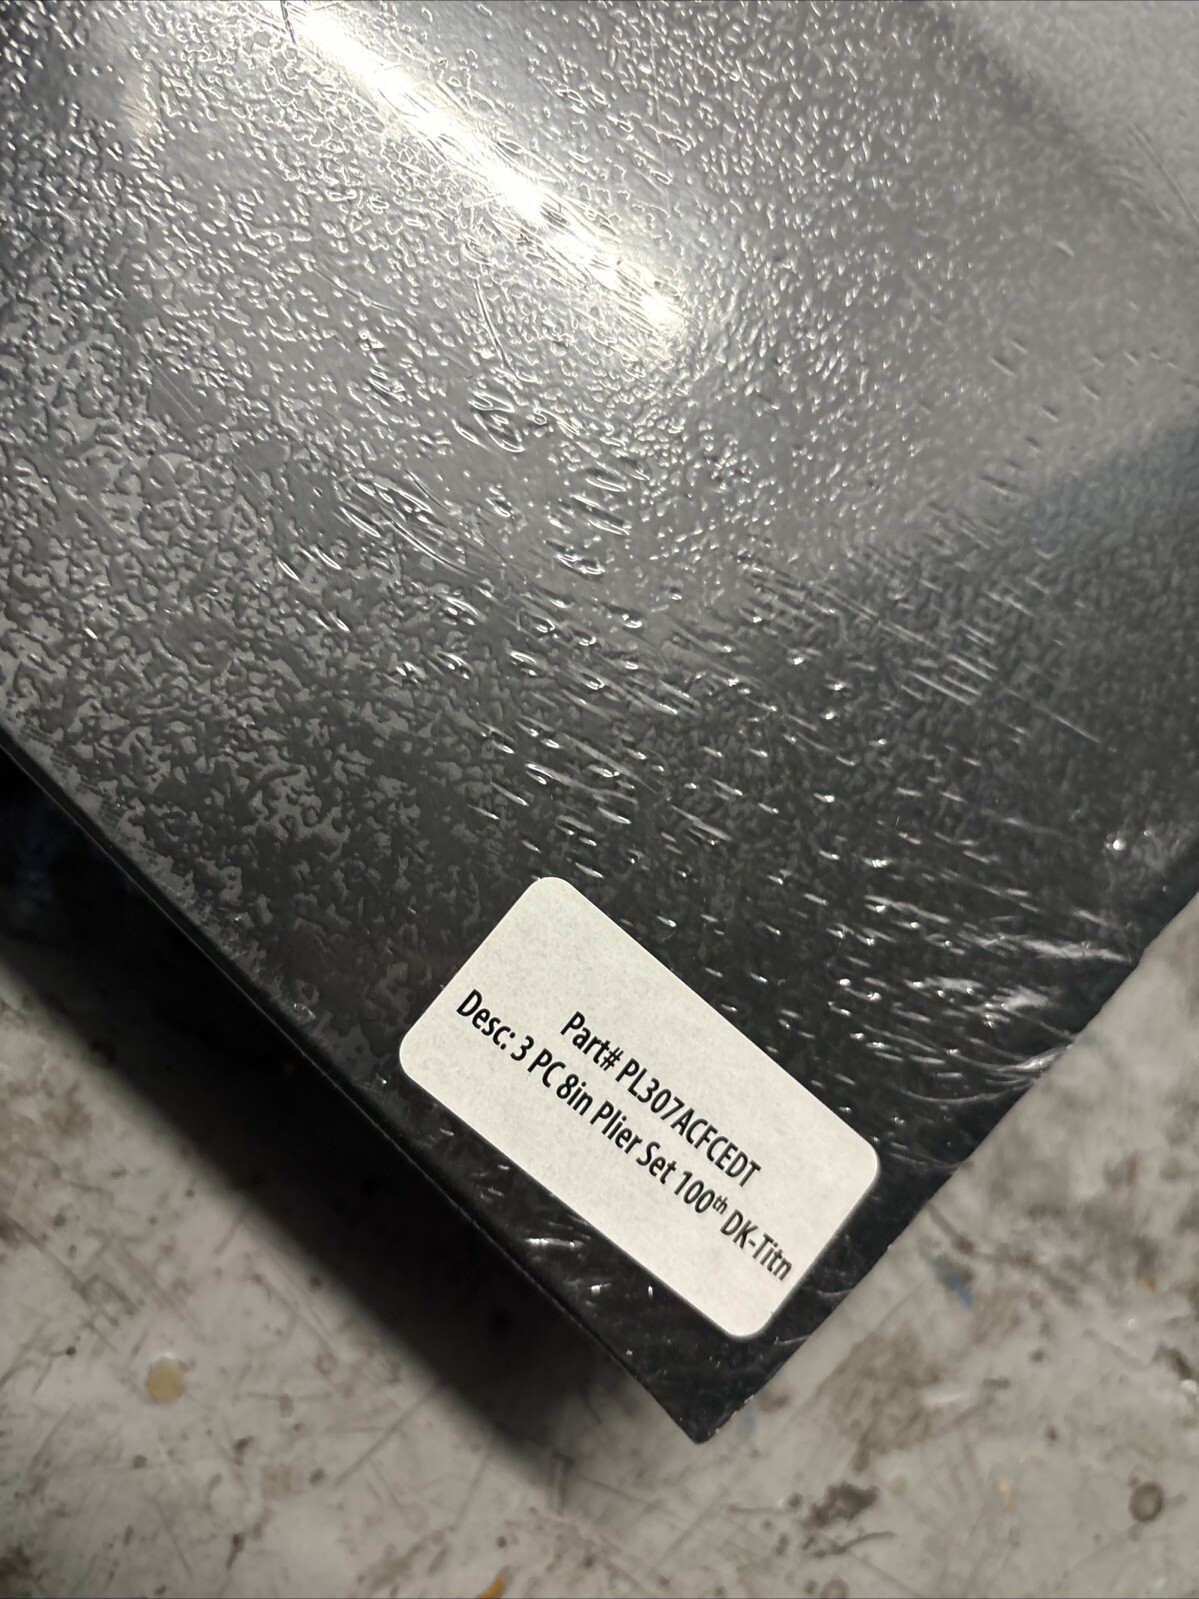 Part# PL307ACFCEDT
Desc: 3 PC 8in Plier Set 100th DK-Titn